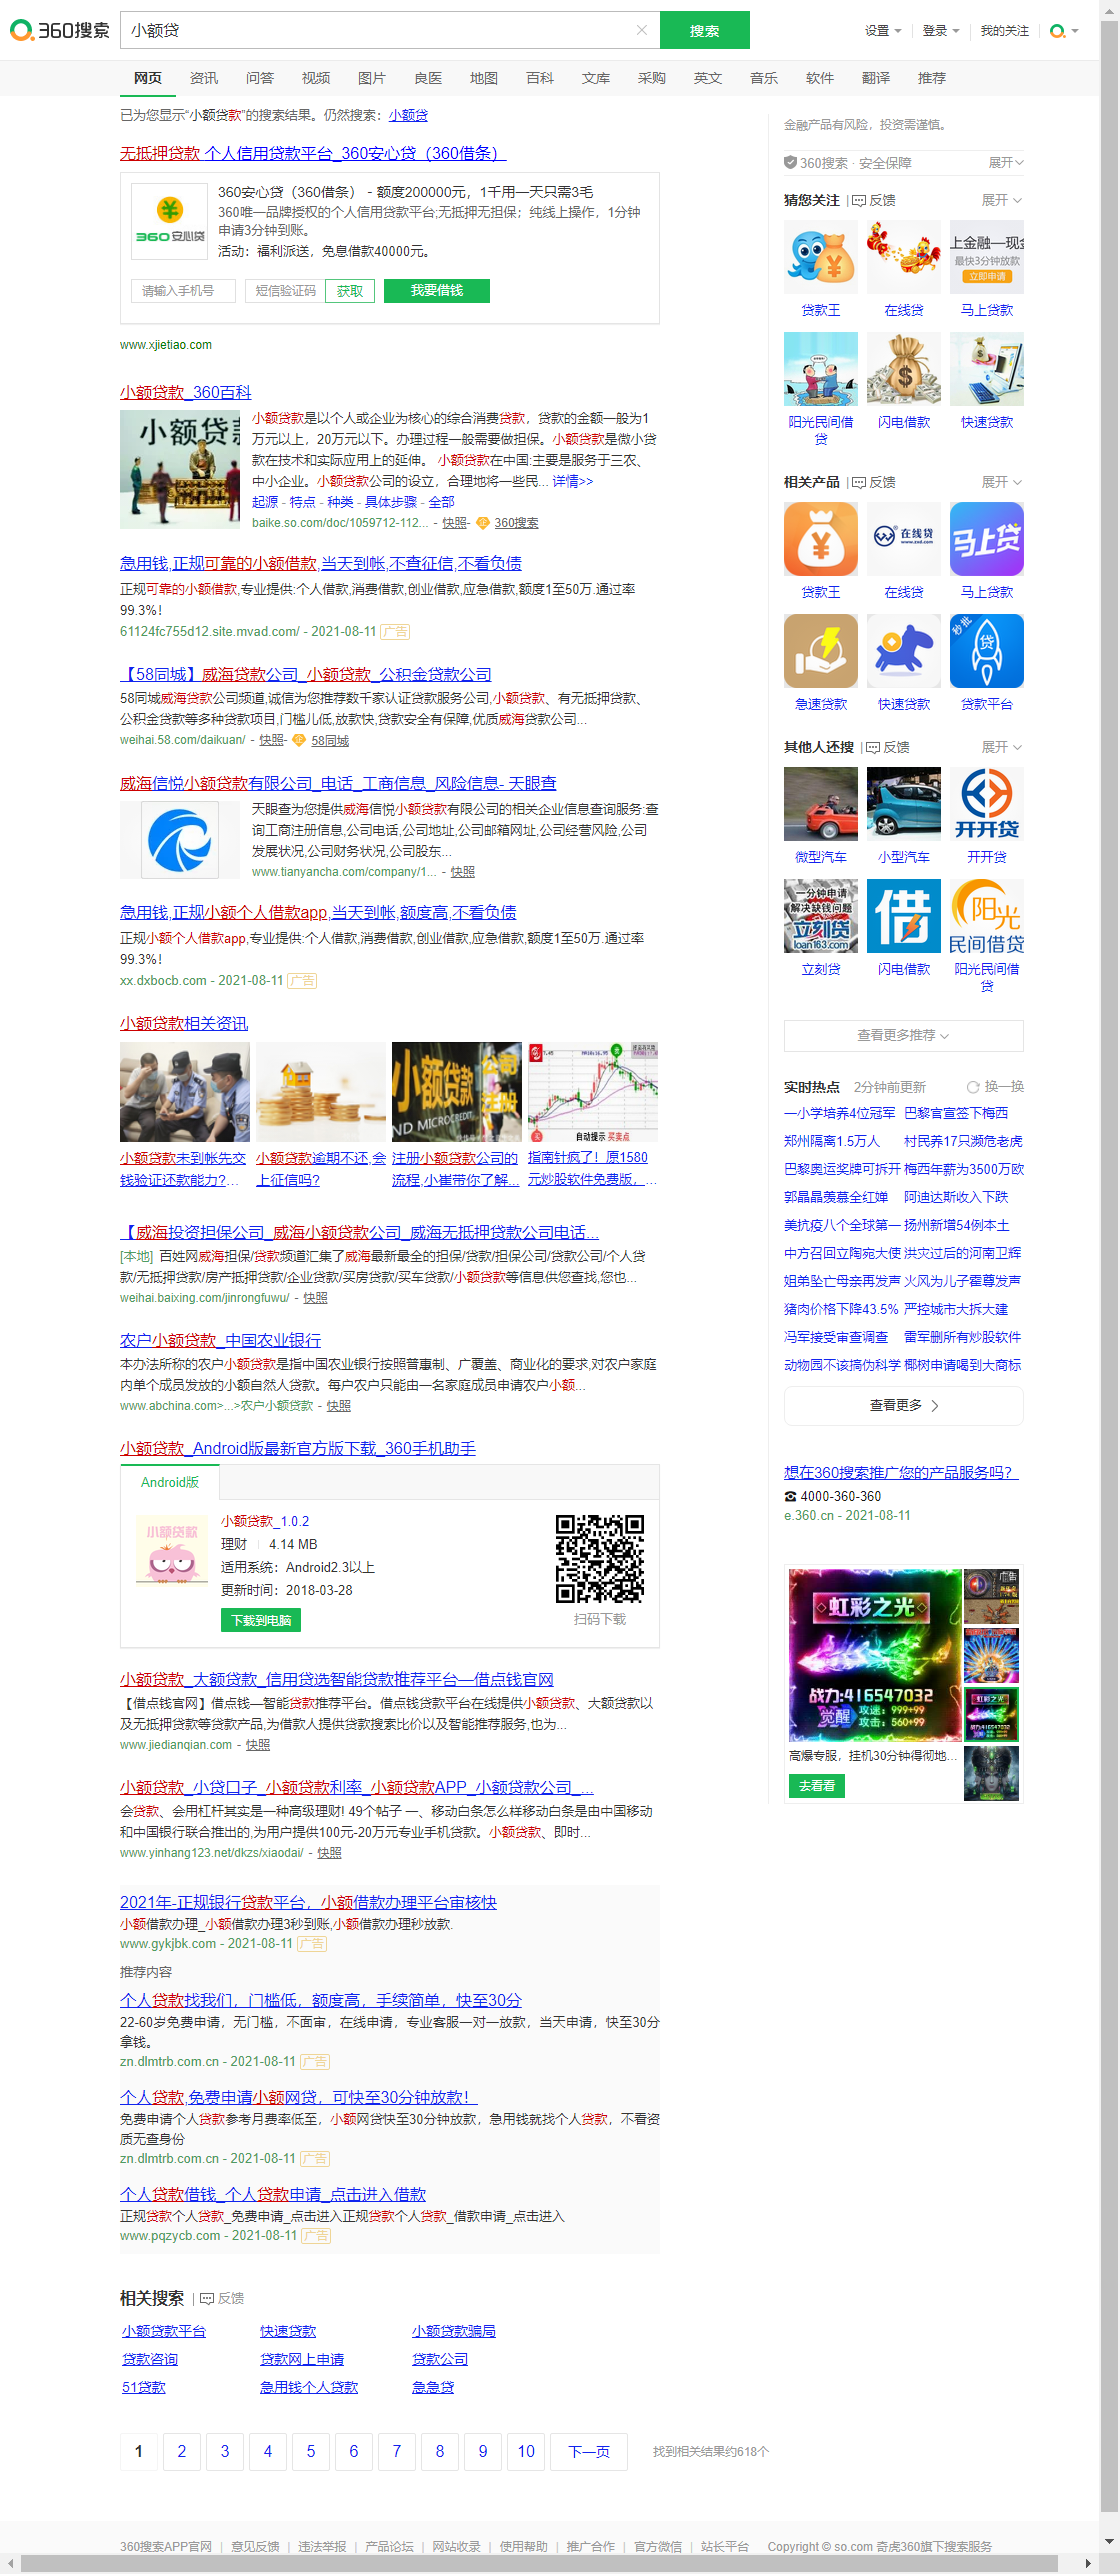 360搜索
小额贷
搜索
设置
登录
我的关注
网页 资讯 问答 视频 图片 良医 地图 百科 文库 采购 英文 音乐 软件 翻译 推荐
已为您显示“小额贷款”的搜索结果。仍然搜索：小额贷
无抵押贷款 个人信用贷款平台_360安心贷（360借条）
360安心贷
360安心贷（360借条） - 额度200000元，1千用一天只需3毛
360唯一品牌授权的个人信用贷款平台;无抵押无担保；纯线上操作，1分钟
申请3分钟到账。
活动：福利派送，免息借款40000元。
请输入手机号 短信验证码 获取 我要借钱
www.xjietiao.com
小额贷款_360百科
小额贷款是以个人或企业为核心的综合消费贷款，贷款的金额一般为1
万元以上，20万元以下。办理过程一般需要做担保。小额贷款是微小贷
款在技术和实际应用上的延伸。 小额贷款在中国:主要是服务于三农、
中小企业。小额贷款公司的设立，合理地将一些民... 详情>>
起源 - 特点 - 种类 - 具体步骤 - 全部
baike.so.com/doc/1059712-112... - 快照- 360搜索
急用钱,正规可靠的小额借款,当天到帐,不查征信,不看负债
正规可靠的小额借款,专业提供:个人借款,消费借款,创业借款,应急借款,额度1至50万.通过率
99.3%!
61124fc755d12.site.mvad.com/ - 2021-08-11 广告
【58同城】威海贷款公司_小额贷款_公积金贷款公司
58同城威海贷款公司频道,诚信为您推荐数千家认证贷款服务公司,小额贷款、有无抵押贷款、
公积金贷款等多种贷款项目,门槛儿低,放款快,贷款安全有保障,优质威海贷款公司...
weihai.58.com/daikuan/ - 快照- 58同城
威海信悦小额贷款有限公司_电话_工商信息_风险信息- 天眼查
天眼查为您提供威海信悦小额贷款有限公司的相关企业信息查询服务:查
询工商注册信息,公司电话,公司地址,公司邮箱网址,公司经营风险,公司
发展状况,公司财务状况,公司股东...
www.tianyancha.com/company/1... - 快照
急用钱,正规小额个人借款app,当天到帐,额度高,不看负债
正规小额个人借款app,专业提供:个人借款,消费借款,创业借款,应急借款,额度1至50万.通过率
99.3%!
xx.dxbocb.com - 2021-08-11 广告
小额贷款相关资讯
小额贷款未到帐先交
钱验证还款能力?...
小额贷款逾期不还,会
上征信吗?
注册小额贷款公司的
流程,小崔带你了解...
指南针疯了！原1580
元炒股软件免费版，...
【威海投资担保公司_威海小额贷款公司_威海无抵押贷款公司电话...
[本地] 百姓网威海担保/贷款频道汇集了威海最新最全的担保/贷款/担保公司/贷款公司/个人贷
款/无抵押贷款/房产抵押贷款/企业贷款/买房贷款/买车贷款/小额贷款等信息供您查找,您也...
weihai.baixing.com/jinrongfuwu/ - 快照
农户小额贷款_中国农业银行
本办法所称的农户小额贷款是指中国农业银行按照普惠制、广覆盖、商业化的要求,对农户家庭
内单个成员发放的小额自然人贷款。每户农户只能由一名家庭成员申请农户小额...
www.abchina.com>...>农户小额贷款 - 快照
小额贷款_Android版最新官方版下载_360手机助手
Android版
小额贷款
小额贷款_1.0.2
理财 4.14 MB
适用系统：Android2.3以上
更新时间：2018-03-28
下载到电脑
扫码下载
小额贷款_大额贷款_信用贷选智能贷款推荐平台—借点钱官网
【借点钱官网】借点钱—智能贷款推荐平台。借点钱贷款平台在线提供小额贷款、大额贷款以
及无抵押贷款等贷款产品,为借款人提供贷款搜索比价以及智能推荐服务,也为...
www.jiedianqian.com - 快照
小额贷款_小贷口子_小额贷款利率_小额贷款APP_小额贷款公司_...
会贷款、会用杠杆其实是一种高级理财! 49个帖子 一、移动白条怎么样移动白条是由中国移动
和中国银行联合推出的,为用户提供100元-20万元专业手机贷款。小额贷款、即时...
www.yinhang123.net/dkzs/xiaodai/ - 快照
2021年-正规银行贷款平台，小额借款办理平台审核快
小额借款办理_小额借款办理3秒到账,小额借款办理秒放款.
www.gykjbk.com - 2021-08-11 广告
推荐内容
个人贷款找我们，门槛低，额度高，手续简单，快至30分
22-60岁免费申请，无门槛，不面审，在线申请，专业客服一对一放款，当天申请，快至30分
拿钱。
zn.dlmtrb.com.cn - 2021-08-11 广告
个人贷款,免费申请小额网贷，可快至30分钟放款！
免费申请个人贷款参考月费率低至，小额网贷快至30分钟放款，急用钱就找个人贷款，不看资
质无查身份
zn.dlmtrb.com.cn - 2021-08-11 广告
个人贷款借钱_个人贷款申请_点击进入借款
正规贷款个人贷款_免费申请_点击进入正规贷款个人贷款_借款申请_点击进入
www.pqzycb.com - 2021-08-11 广告
相关搜索 反馈
小额贷款平台 快速贷款 小额贷款骗局
贷款咨询 贷款网上申请 贷款公司
51贷款 急用钱个人贷款 急急贷
1 2 3 4 5 6 7 8 9 10 下一页 找到相关结果约618个
金融产品有风险，投资需谨慎。
360搜索 · 安全保障 展开
猜您关注 反馈 展开
上金融—现金
最快3分钟放款
立即申请
贷款王 在线贷 马上贷款
阳光民间借贷 闪电借款 快速贷款
相关产品 反馈 展开
在线贷
www.zxd.com
马上贷
贷款王 在线贷 马上贷款
秒批
贷
急速贷款 快速贷款 贷款平台
其他人还搜 反馈 展开
开开贷
微型汽车 小型汽车 开开贷
一分钟申请
解决缺钱问题
立刻贷
loan163.com
借
阳光
民间借贷
立刻贷 闪电借款 阳光民间借贷
查看更多推荐
实时热点 2分钟前更新 换一换
一小学培养4位冠军 巴黎官宣签下梅西
郑州隔离1.5万人 村民养17只濒危老虎
巴黎奥运奖牌可拆开 梅西年薪为3500万欧
郭晶晶羡慕全红婵 阿迪达斯收入下跌
美抗疫八个全球第一 扬州新增54例本土
中方召回立陶宛大使 洪灾过后的河南卫辉
姐弟坠亡母亲再发声 火风为儿子霍尊发声
猪肉价格下降43.5% 严控城市大拆大建
冯军接受审查调查 雷军删所有炒股软件
动物园不该搞伪科学 椰树申请喝到大商标
查看更多
想在360搜索推广您的产品服务吗？
4000-360-360
e.360.cn - 2021-08-11
广告
虹彩之光
战力:416547032
觉醒 攻速：999+99
攻击：560+99
高爆专服，挂机30分钟得彻地...
去看看
360搜索APP官网 | 意见反馈 | 违法举报 | 产品论坛 | 网站收录 | 使用帮助 | 推广合作 | 官方微信 | 站长平台 Copyright © so.com 奇虎360旗下搜索服务